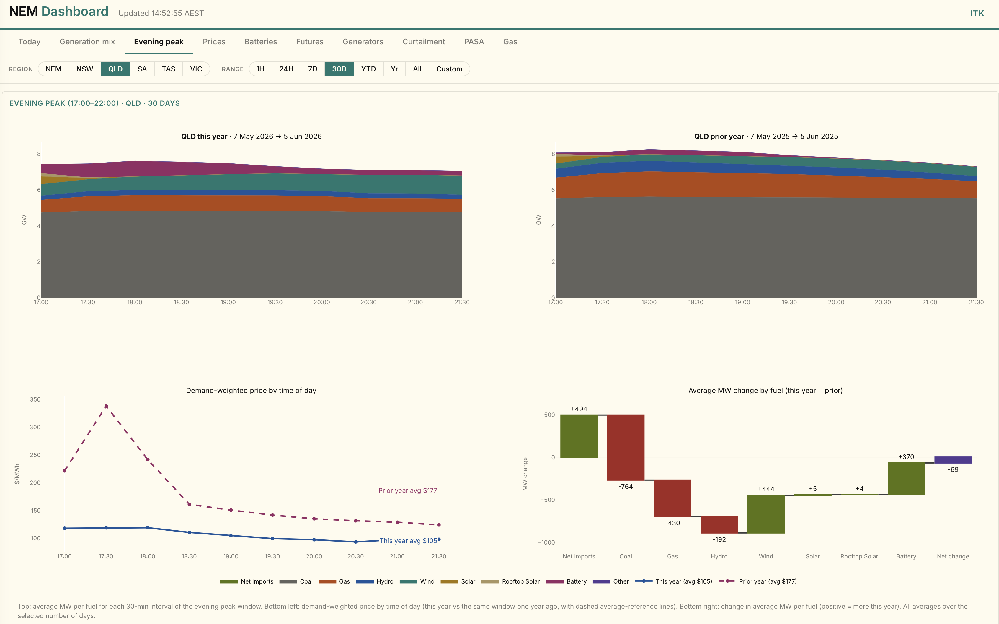 NEM Dashboard Updated 14:52:55 AEST ITK
Today Generation mix Evening peak Prices Batteries Futures Generators Curtailment PASA Gas
REGION NEM NSW QLD SA TAS VIC RANGE 1H 24H 7D 30D YTD Yr All Custom
EVENING PEAK (17:00–22:00) · QLD · 30 DAYS
QLD this year · 7 May 2026 → 5 Jun 2026
8
6
GW
4
2
0
17:00 17:30 18:00 18:30 19:00 19:30 20:00 20:30 21:00 21:30
QLD prior year · 7 May 2025 → 5 Jun 2025
8
6
GW
4
2
0
17:00 17:30 18:00 18:30 19:00 19:30 20:00 20:30 21:00 21:30
Demand-weighted price by time of day
350
300
250
$/MWh
200
150
100
Prior year avg $177
This year avg $105
17:00 17:30 18:00 18:30 19:00 19:30 20:00 20:30 21:00 21:30
Average MW change by fuel (this year − prior)
500
0
MW change
−500
−1000
+494
-764
-430
-192
+444
+5
+4
+370
-69
Net Imports Coal Gas Hydro Wind Solar Rooftop Solar Battery Net change
Net Imports Coal Gas Hydro Wind Solar Rooftop Solar Battery Other This year (avg $105) Prior year (avg $177)
Top: average MW per fuel for each 30-min interval of the evening peak window. Bottom left: demand-weighted price by time of day (this year vs the same window one year ago, with dashed average-reference lines). Bottom right: change in average MW per fuel (positive = more this year). All averages over the
selected number of days.